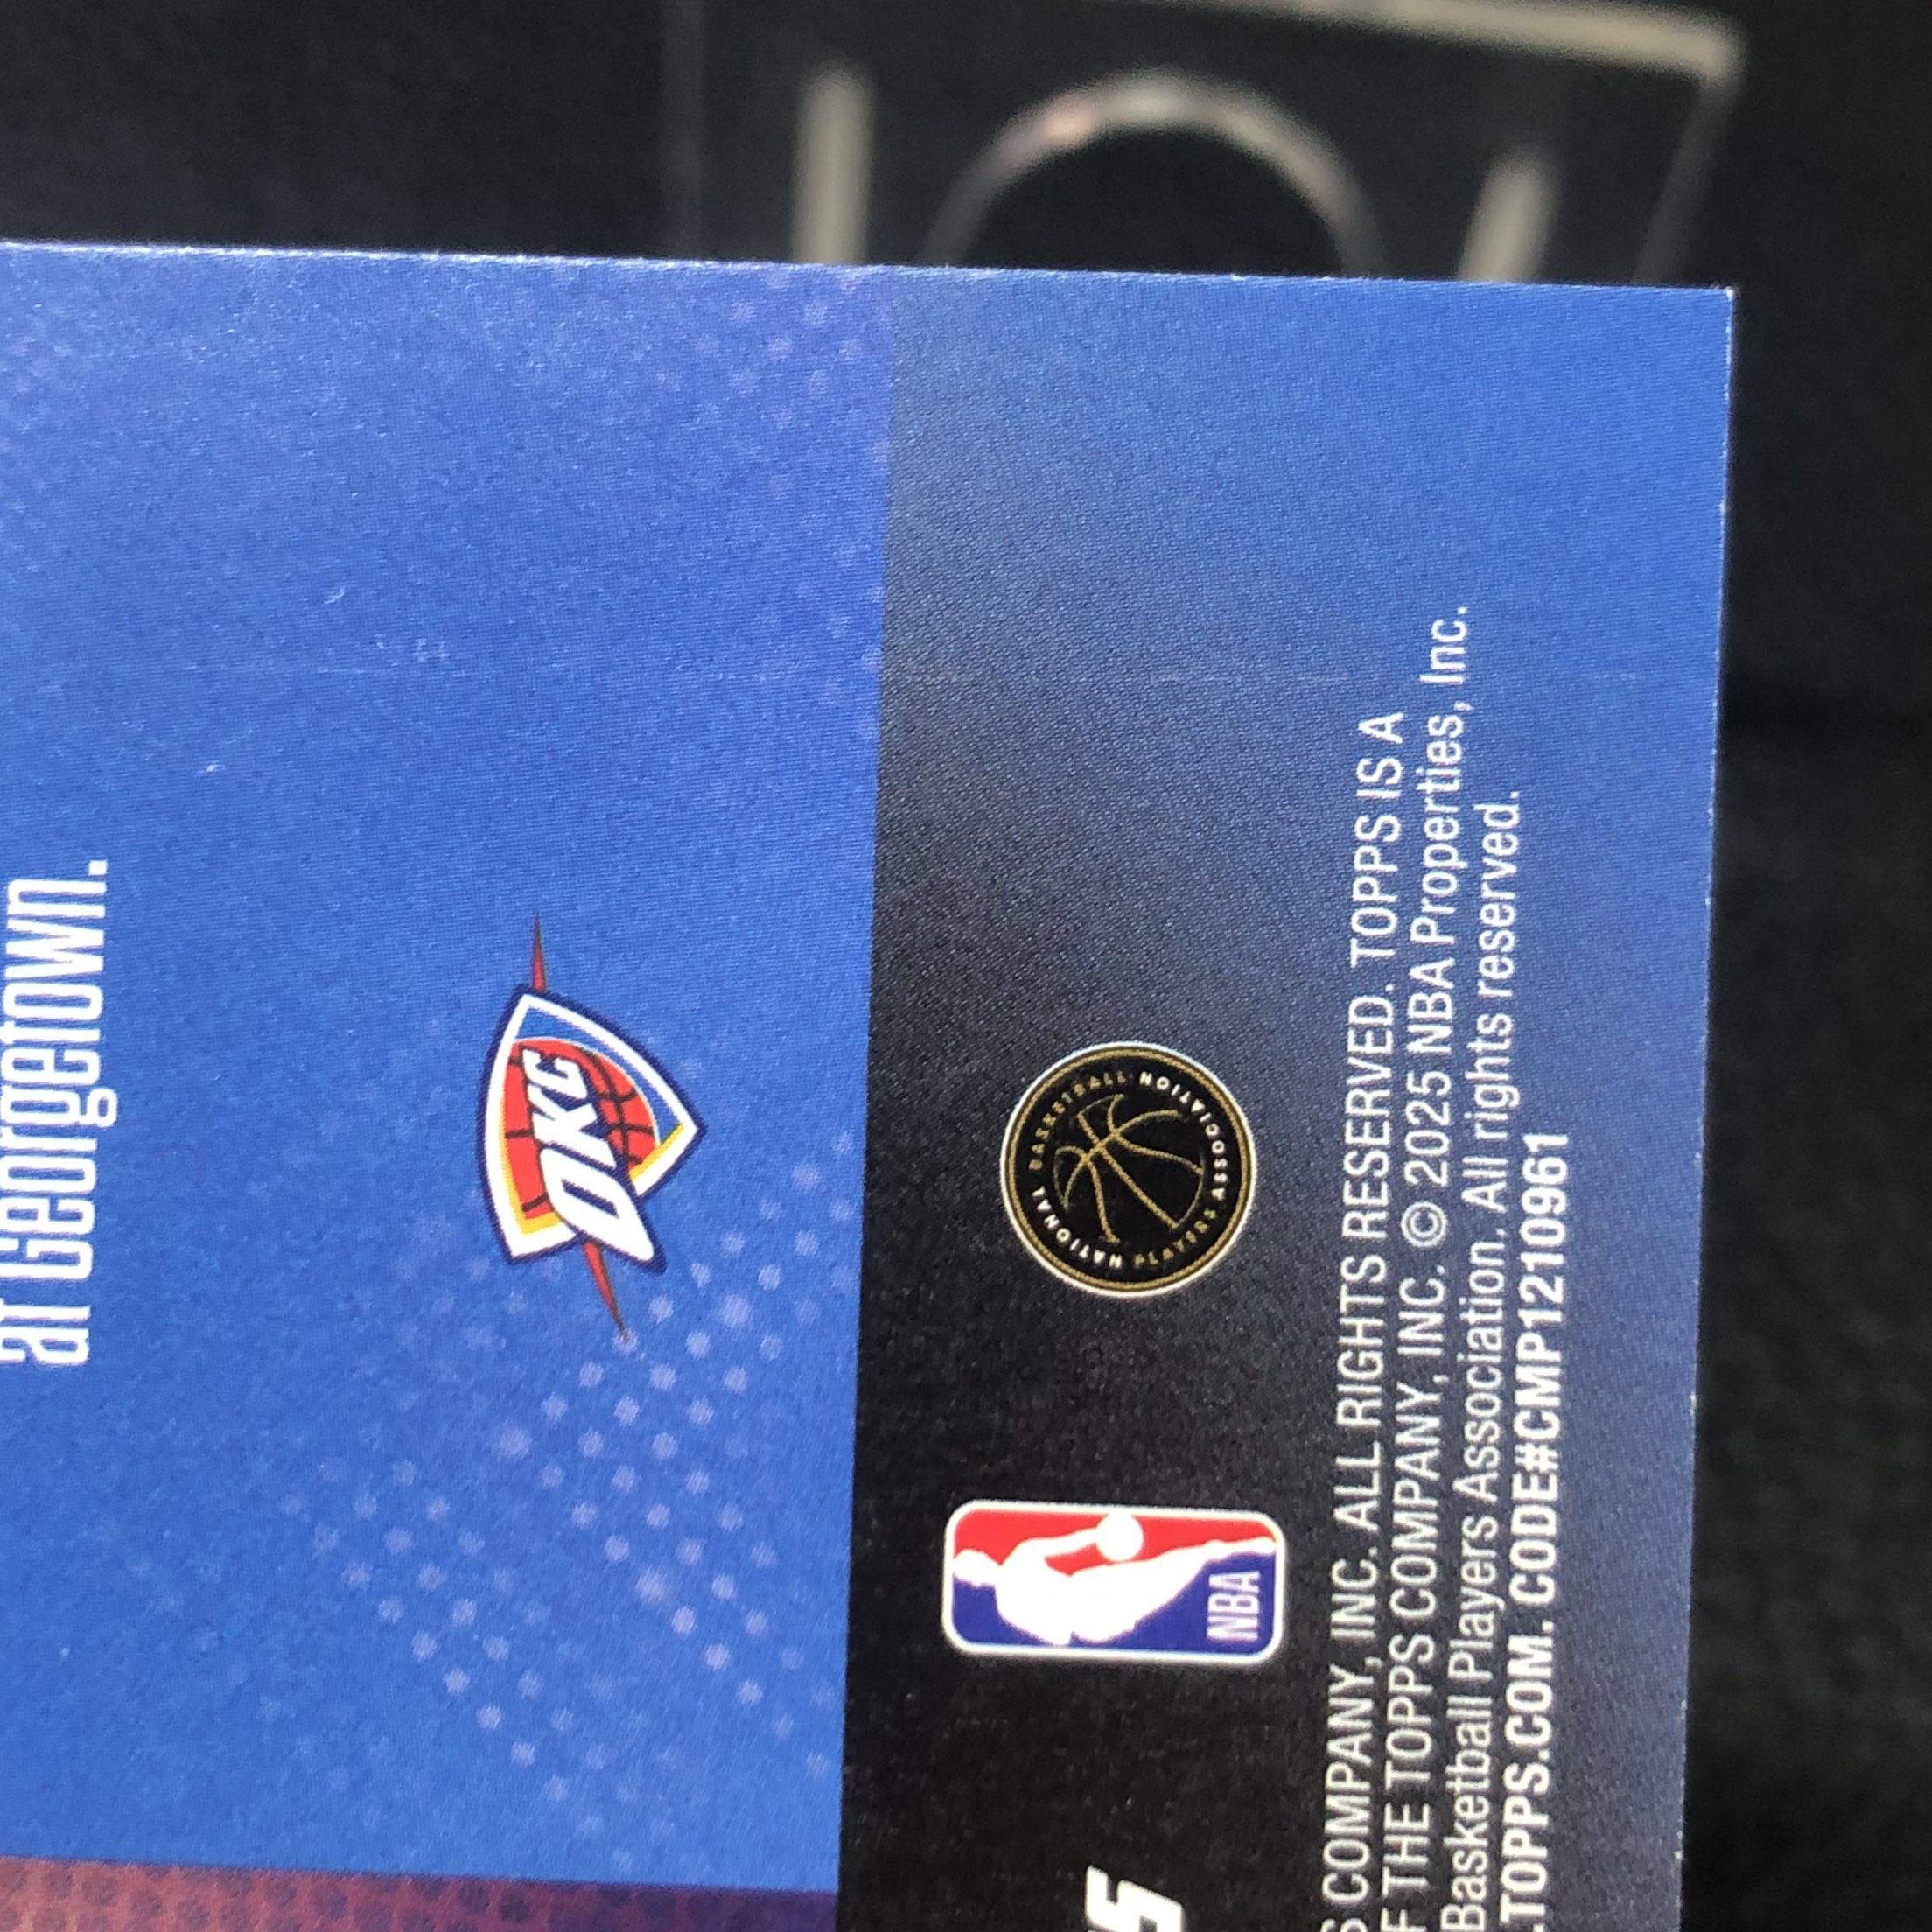 at Georgetown.
OKC
NATIONAL BASKETBALL
PLAYERS ASSOCIATION
NBA
COMPANY, INC. ALL RIGHTS RESERVED. TOPPS IS A
THE TOPPS COMPANY, INC. © 2025 NBA Properties, Inc.
Basketball Players Association. All rights reserved.
.TOPPS.COM. CODE#CMP1210961